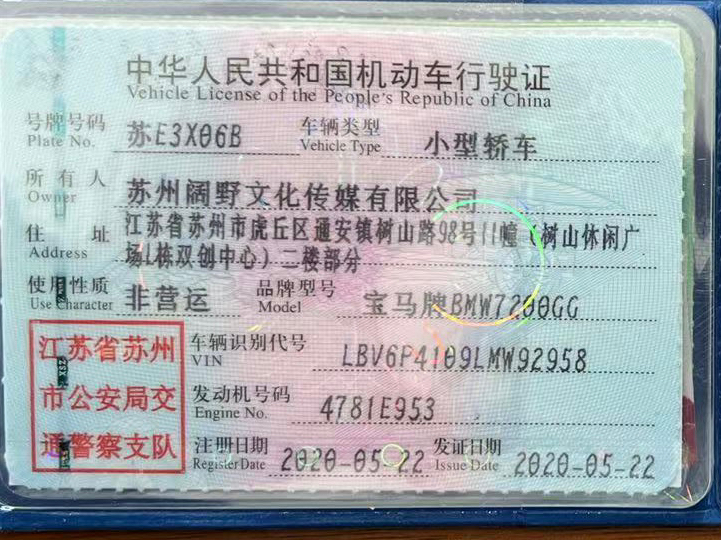 中华人民共和国机动车行驶证
Vehicle License of the People's Republic of China
号牌号码 苏E3X06B 车辆类型 小型轿车
Plate No. Vehicle Type
所有人 苏州阔野文化传媒有限公司
Owner
住址 江苏省苏州市虎丘区通安镇树山路98号11幢（树山休闲广
Address 场L栋双创中心）二楼部分
使用性质 非营运 品牌型号 宝马牌BMW7200GG
Use Character Model
江苏省苏州
市公安局交
通警察支队
车辆识别代号 LBV6P4109LMW92958
VIN
发动机号码 4781E953
Engine No.
注册日期 2020-05-22 发证日期 2020-05-22
Register Date Issue Date